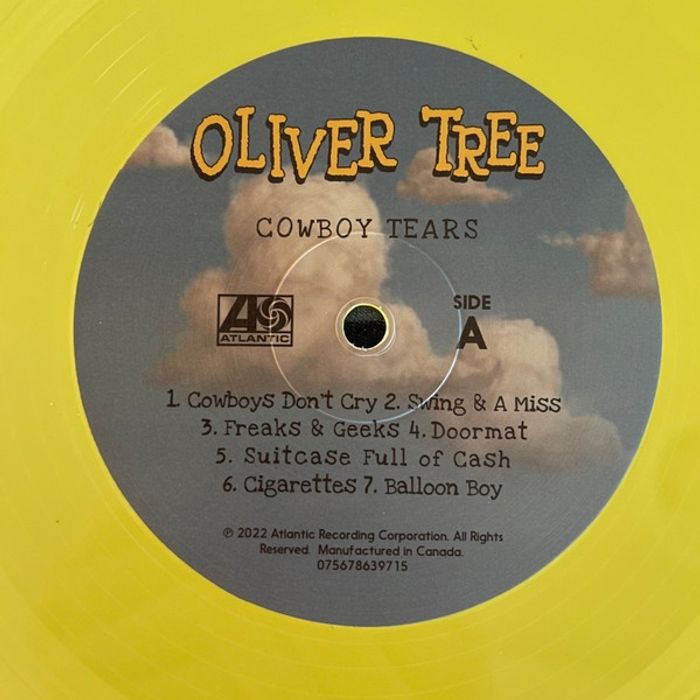 OLIVER TREE
COWBOY TEARS
ATLANTIC
SIDE
A
1. Cowboys Don't Cry 2. Swing & A Miss
3. Freaks & Geeks 4. Doormat
5. Suitcase Full of Cash
6. Cigarettes 7. Balloon Boy
℗ 2022 Atlantic Recording Corporation. All Rights
Reserved. Manufactured in Canada.
075678639715